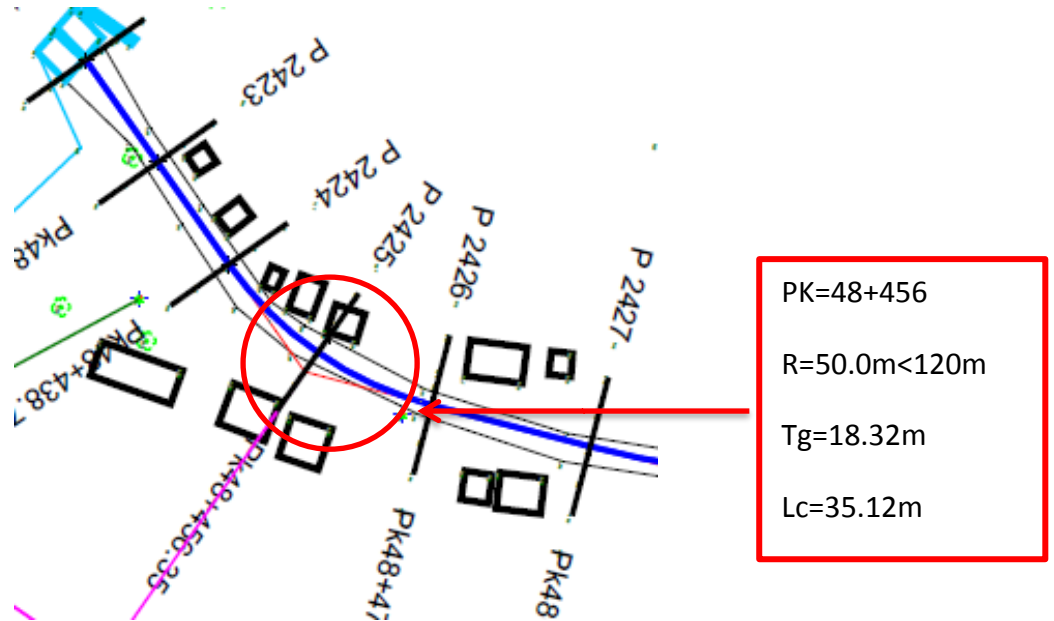 P 2423
P 2424
P 2425
P 2426
P 2427
Pk48
Pk48+438.7
Pk48+456.35
Pk48+47
Pk48
PK=48+456
R=50.0m<120m
Tg=18.32m
Lc=35.12m